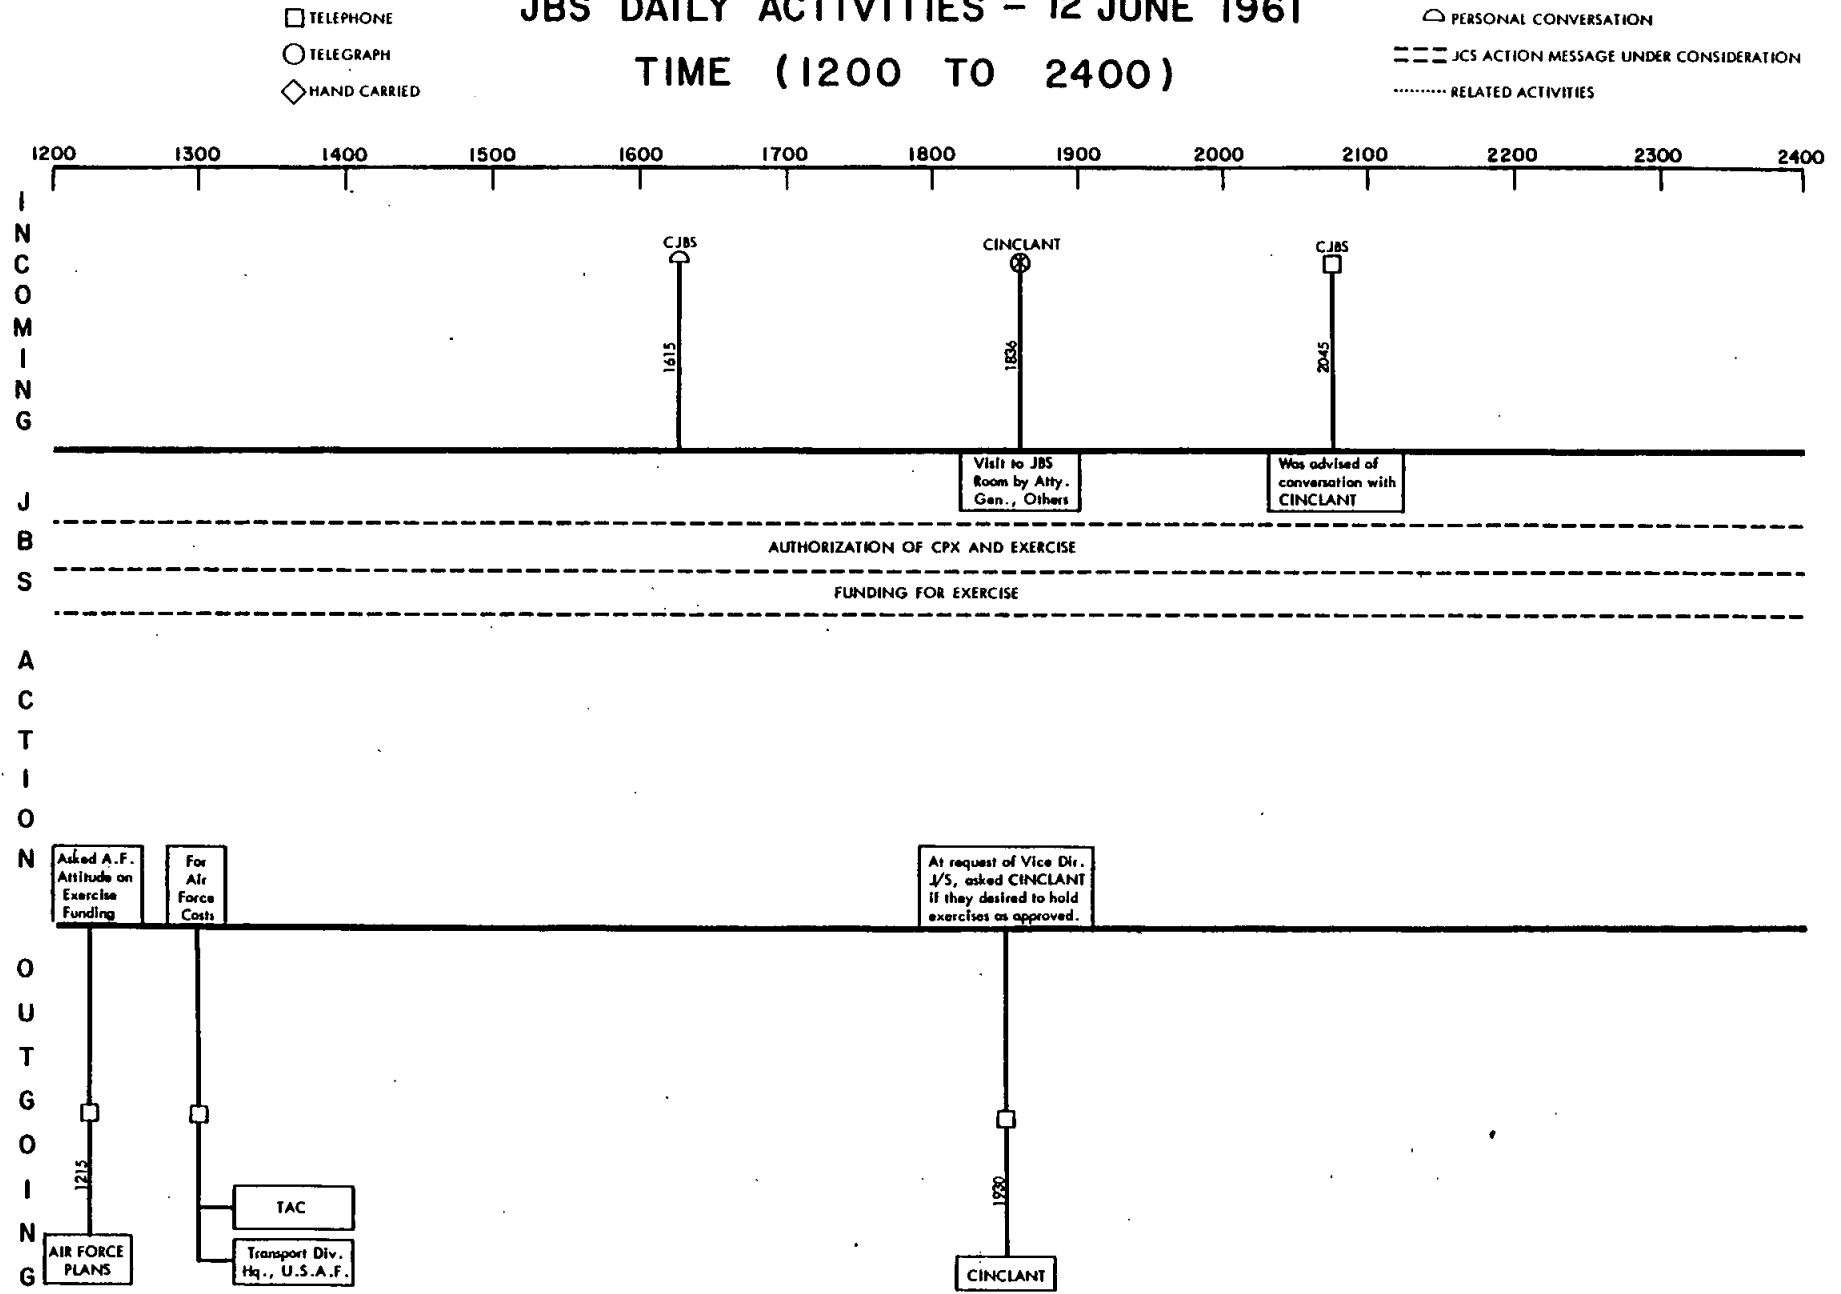 JBS DAILY ACTIVITIES – 12 JUNE 1961
TIME (1200 TO 2400)
TELEPHONE
TELEGRAPH
HAND CARRIED
PERSONAL CONVERSATION
JCS ACTION MESSAGE UNDER CONSIDERATION
RELATED ACTIVITIES
1200 1300 1400 1500 1600 1700 1800 1900 2000 2100 2200 2300 2400
INCOMING
CJBS
1615
CINCLANT
1836
CJBS
2045
JBS ACTION
Visit to JBS
Room by Atty.
Gen., Others
Was advised of
conversation with
CINCLANT
AUTHORIZATION OF CPX AND EXERCISE
FUNDING FOR EXERCISE
Asked A.F.
Attitude on
Exercise
Funding
For
Air
Force
Costs
At request of Vice Dir.
J/5, asked CINCLANT
if they desired to hold
exercises as approved.
OUTGOING
1215
AIR FORCE
PLANS
TAC
Transport Div.
Hq., U.S.A.F.
1930
CINCLANT